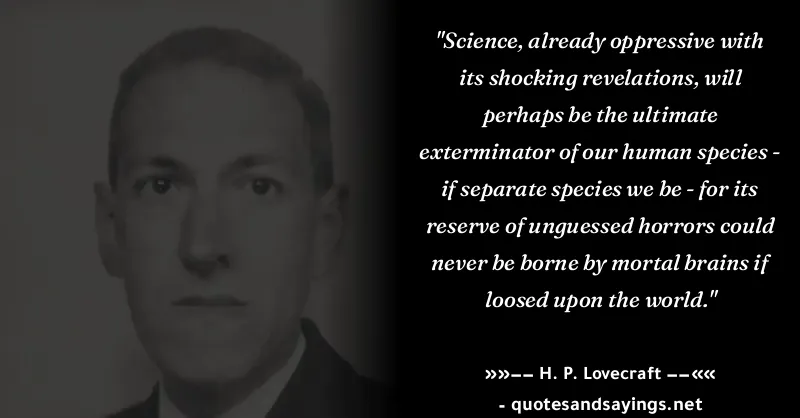 "Science, already oppressive with
its shocking revelations, will
perhaps be the ultimate
exterminator of our human species -
if separate species we be - for its
reserve of unguessed horrors could
never be borne by mortal brains if
loosed upon the world."
»»−− H. P. Lovecraft −−««
- quotesandsayings.net